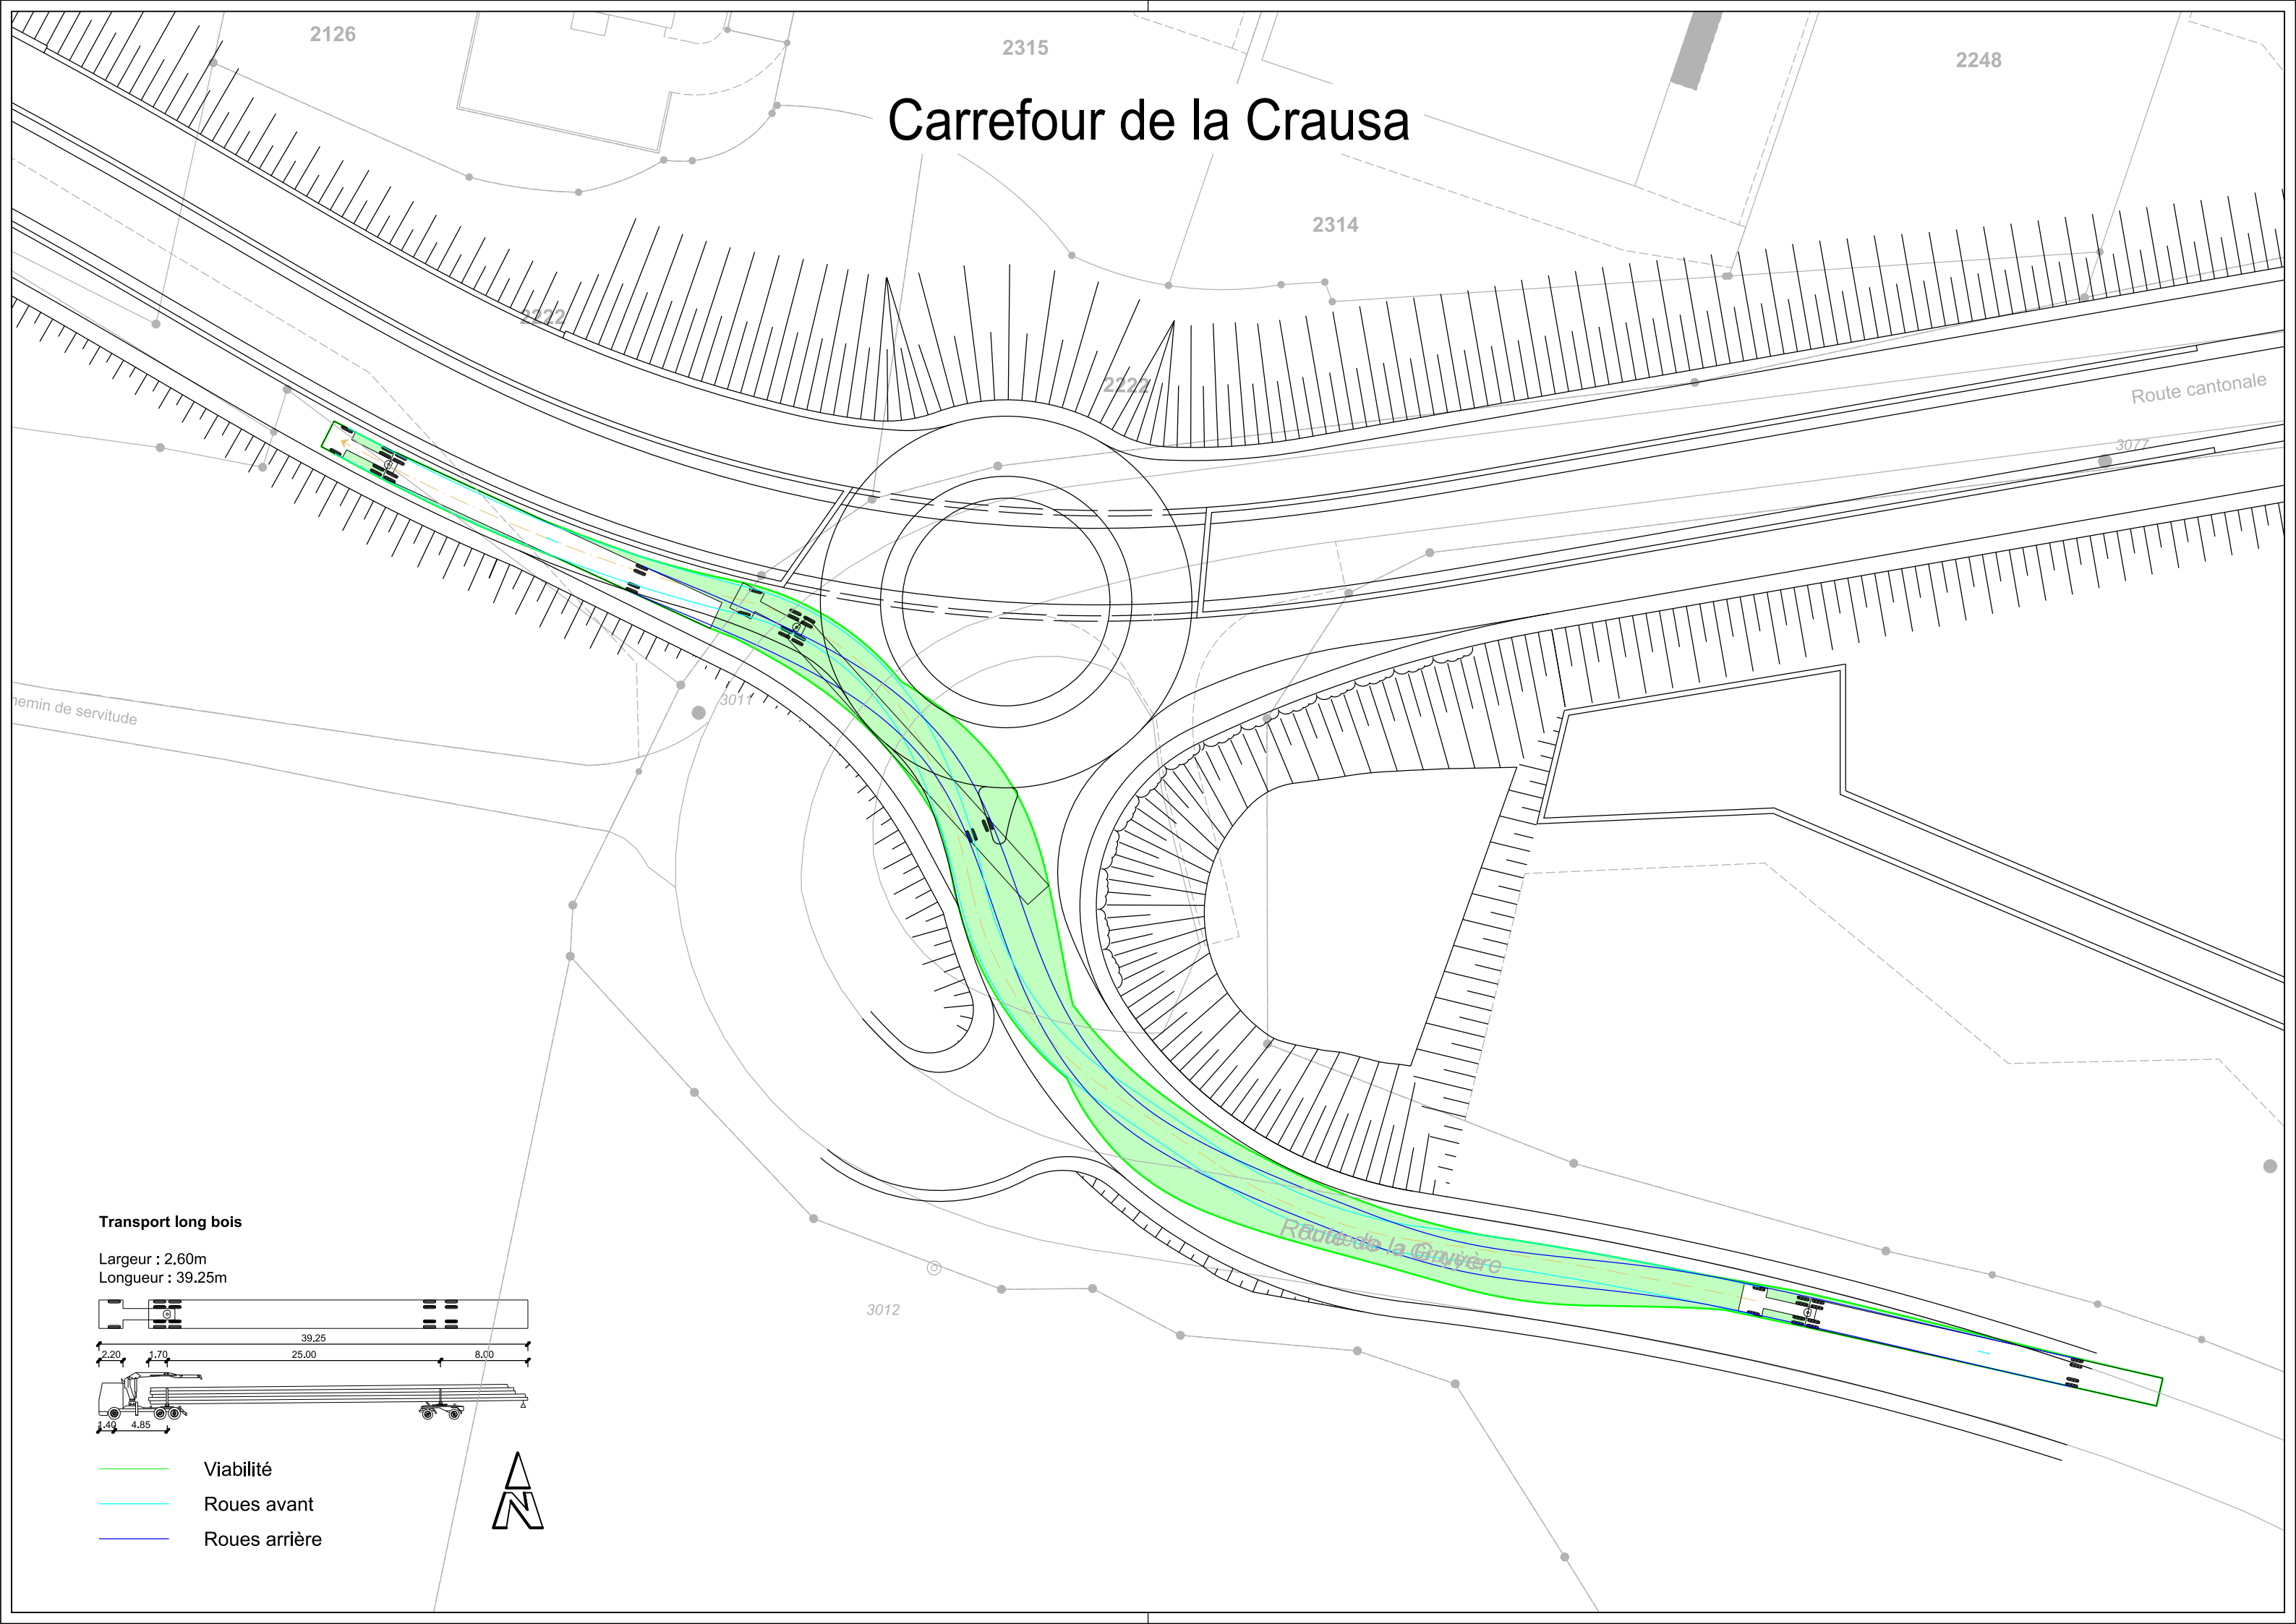 2126
2315
2248
Carrefour de la Crausa
2314
2222
2222
Route cantonale
3077
3011
hemin de servitude
Route de la Gruyère
3012
Transport long bois
Largeur : 2.60m
Longueur : 39.25m
39.25
2.20 1.70 25.00 8.00
1.40 4.85
Viabilité
Roues avant
Roues arrière
N